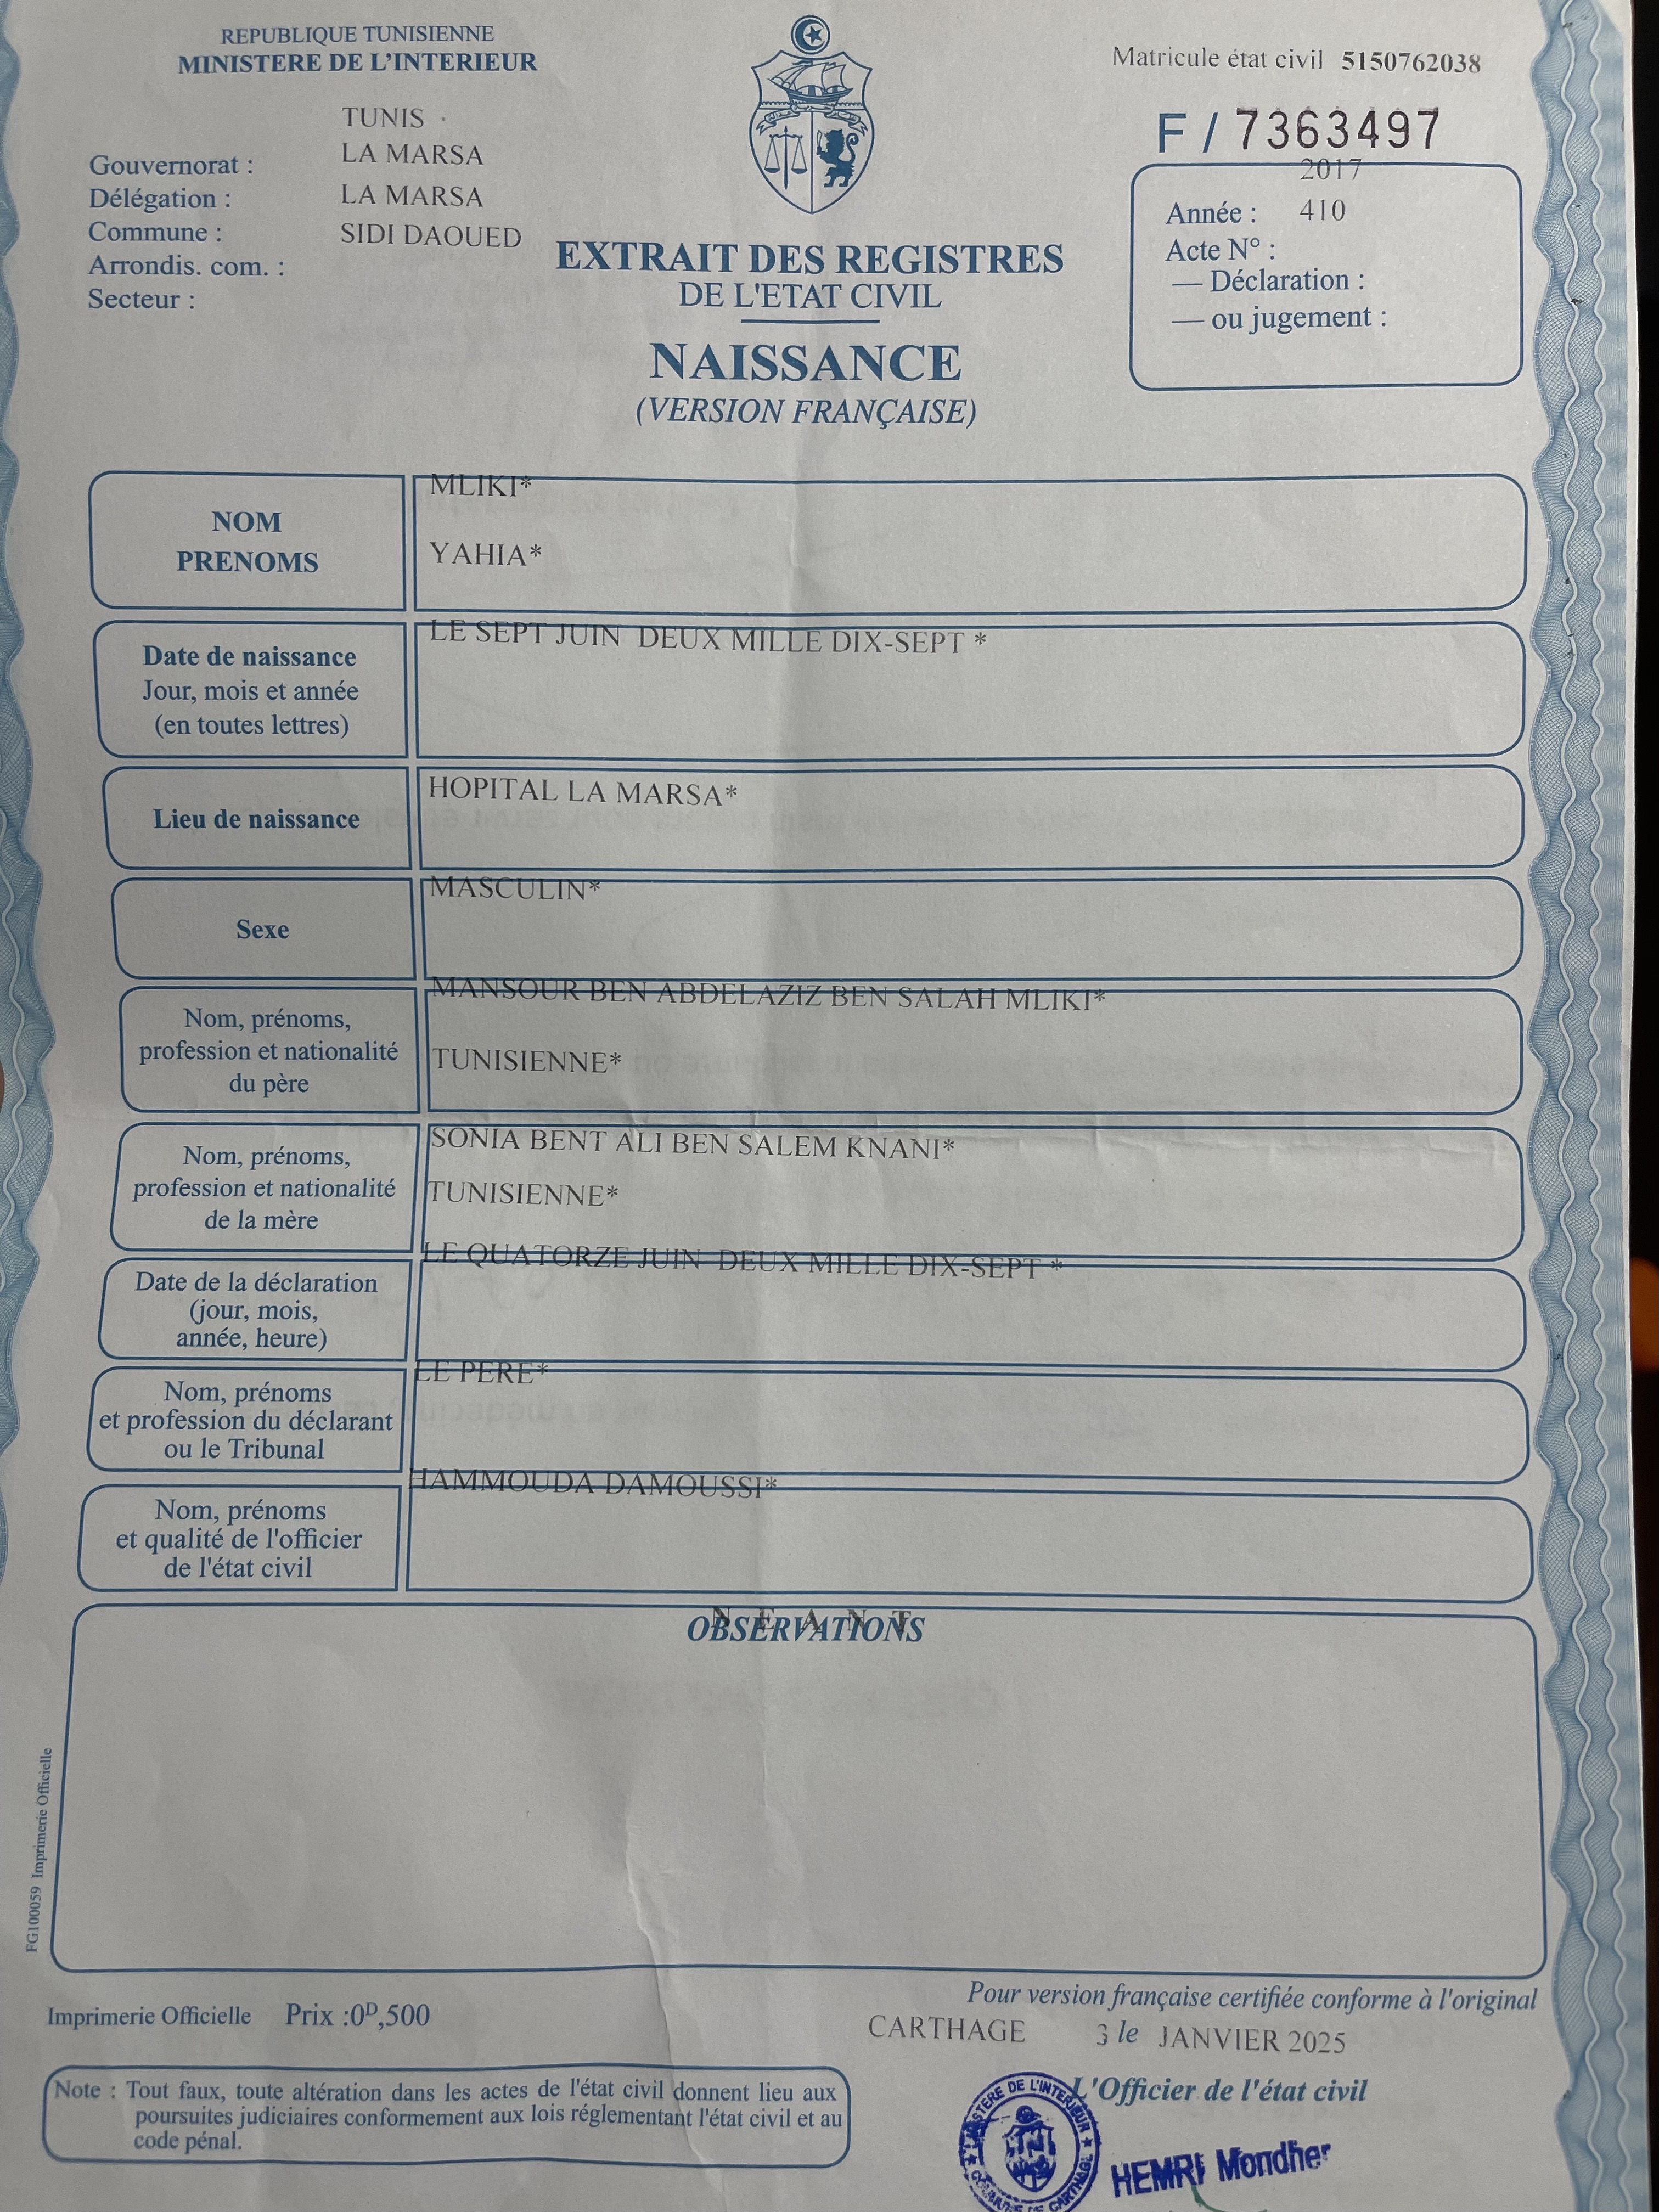 REPUBLIQUE TUNISIENNE
MINISTERE DE L'INTERIEUR
Matricule état civil 5150762038
F / 7363497
TUNIS
Gouvernorat : LA MARSA
Délégation : LA MARSA
Commune : SIDI DAOUED
Arrondis. com. :
Secteur :
2017
Année : 410
Acte N° :
— Déclaration :
— ou jugement :
EXTRAIT DES REGISTRES
DE L'ETAT CIVIL
NAISSANCE
(VERSION FRANÇAISE)
NOM
PRENOMS
MLIKI*
YAHIA*
Date de naissance
Jour, mois et année
(en toutes lettres)
LE SEPT JUIN DEUX MILLE DIX-SEPT *
Lieu de naissance
HOPITAL LA MARSA*
Sexe
MASCULIN*
Nom, prénoms,
profession et nationalité
du père
MANSOUR BEN ABDELAZIZ BEN SALAH MLIKI*
TUNISIENNE*
Nom, prénoms,
profession et nationalité
de la mère
SONIA BENT ALI BEN SALEM KNANI*
TUNISIENNE*
Date de la déclaration
(jour, mois,
année, heure)
LE QUATORZE JUIN DEUX MILLE DIX-SEPT *
Nom, prénoms
et profession du déclarant
ou le Tribunal
LE PERE*
Nom, prénoms
et qualité de l'officier
de l'état civil
HAMMOUDA DAMOUSSI*
N E A N T
OBSERVATIONS
FG100059 Imprimerie Officielle
Pour version française certifiée conforme à l'original
Imprimerie Officielle Prix :0D,500
CARTHAGE 3 le JANVIER 2025
L'Officier de l'état civil
Note : Tout faux, toute altération dans les actes de l'état civil donnent lieu aux
poursuites judiciaires conformement aux lois réglementant l'état civil et au
code pénal.
MINISTERE DE L'INTERIEUR
COMMUNE DE CARTHAGE
HEMRI Mondher